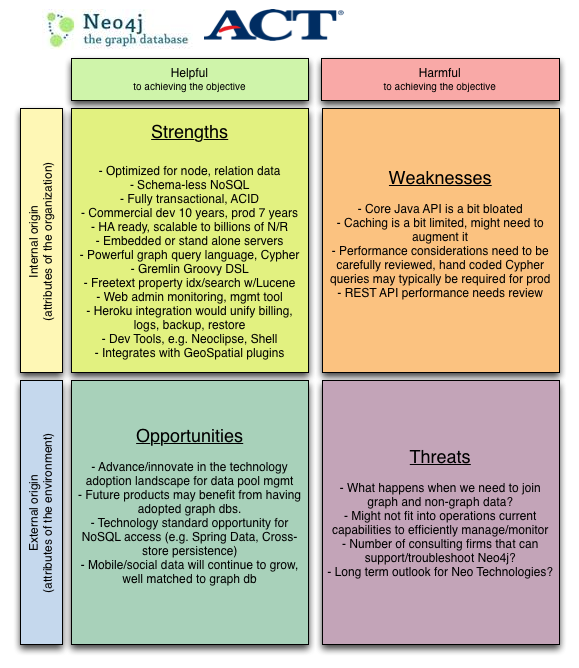 Neo4j
the graph database
ACT®
Helpful
to achieving the objective
Harmful
to achieving the objective
Internal origin
(attributes of the organization)
Strengths
- Optimized for node, relation data
- Schema-less NoSQL
- Fully transactional, ACID
- Commercial dev 10 years, prod 7 years
- HA ready, scalable to billions of N/R
- Embedded or stand alone servers
- Powerful graph query language, Cypher
- Gremlin Groovy DSL
- Freetext property idx/search w/Lucene
- Web admin monitoring, mgmt tool
- Heroku integration would unify billing,
logs, backup, restore
- Dev Tools, e.g. Neoclipse, Shell
- Integrates with GeoSpatial plugins
Weaknesses
- Core Java API is a bit bloated
- Caching is a bit limited, might need to
augment it
- Performance considerations need to be
carefully reviewed, hand coded Cypher
queries may typically be required for prod
- REST API performance needs review
External origin
(attributes of the environment)
Opportunities
- Advance/innovate in the technology
adoption landscape for data pool mgmt
- Future products may benefit from having
adopted graph dbs.
- Technology standard opportunity for
NoSQL access (e.g. Spring Data, Cross-
store persistence)
- Mobile/social data will continue to grow,
well matched to graph db
Threats
- What happens when we need to join
graph and non-graph data?
- Might not fit into operations current
capabilities to efficiently manage/monitor
- Number of consulting firms that can
support/troubleshoot Neo4j?
- Long term outlook for Neo Technologies?